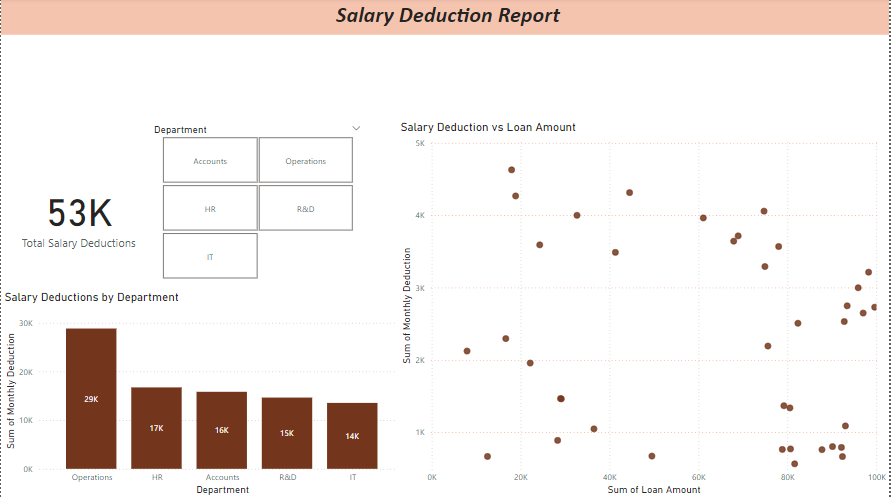 Salary Deduction Report
Department
Accounts
Operations
HR
R&D
IT
53K
Total Salary Deductions
Salary Deductions by Department
Sum of Monthly Deduction
30K
20K
10K
0K
29K
17K
16K
15K
14K
Operations
HR
Accounts
R&D
IT
Department
Salary Deduction vs Loan Amount
Sum of Monthly Deduction
5K
4K
3K
2K
1K
0K
20K
40K
60K
80K
100K
Sum of Loan Amount